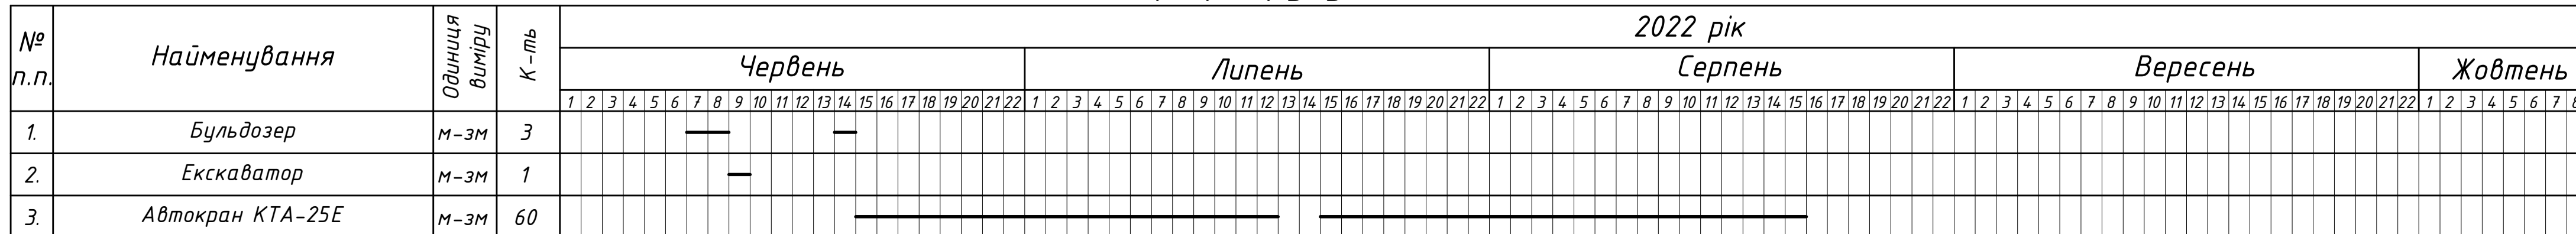 № п.п.
Найменування
Одиниця виміру
К-ть
2022 рік
Червень Липень Серпень Вересень Жовтень
1 2 3 4 5 6 7 8 9 10 11 12 13 14 15 16 17 18 19 20 21 22 1 2 3 4 5 6 7 8 9 10 11 12 13 14 15 16 17 18 19 20 21 22 1 2 3 4 5 6 7 8 9 10 11 12 13 14 15 16 17 18 19 20 21 22 1 2 3 4 5 6 7 8 9 10 11 12 13 14 15 16 17 18 19 20 21 22 1 2 3 4 5 6 7
1. Бульдозер м-зм 3
2. Екскаватор м-зм 1
3. Автокран КТА-25Е м-зм 60